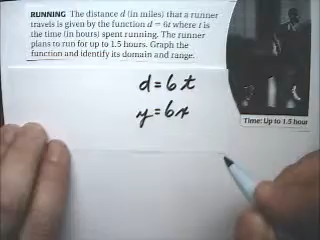 RUNNING The distance d (in miles) that a runner
travels is given by the function d = 6t where t is
the time (in hours) spent running. The runner
plans to run for up to 1.5 hours. Graph the
function and identify its domain and range.
d=6t
y=6x
Time: Up to 1.5 hour